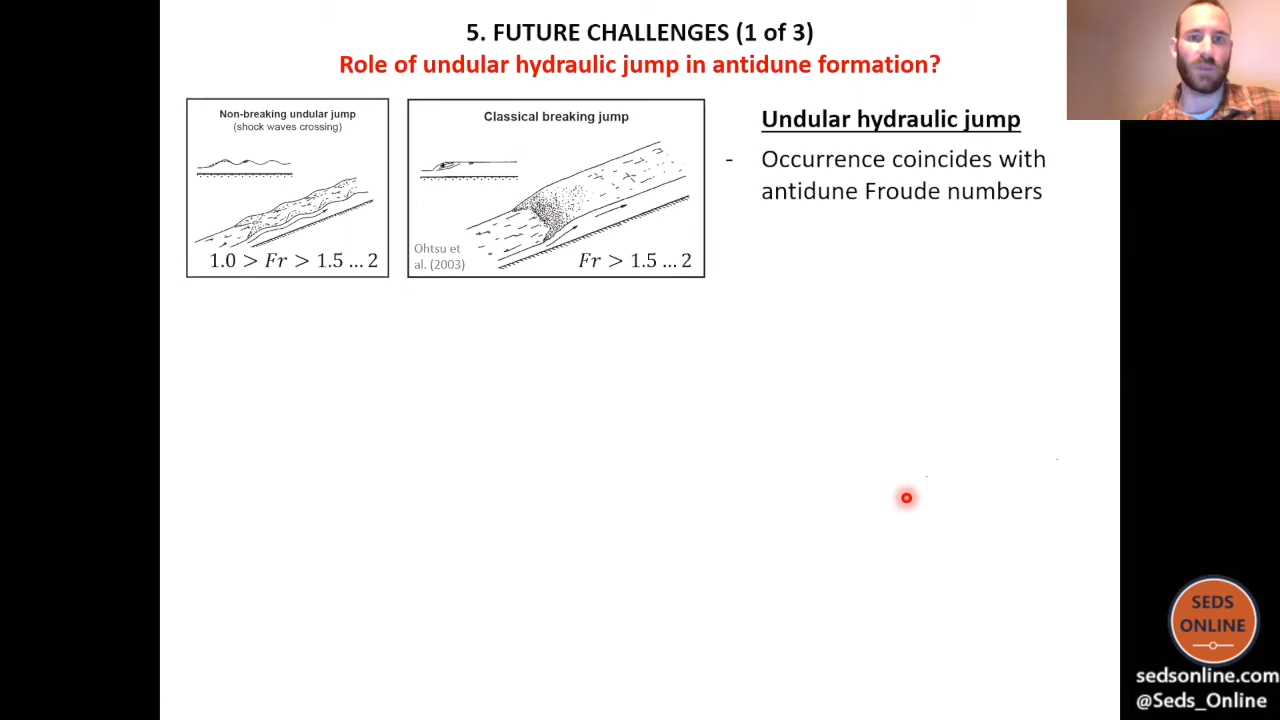 5. FUTURE CHALLENGES (1 of 3)
Role of undular hydraulic jump in antidune formation?
Non-breaking undular jump
(shock waves crossing)
1.0 > Fr > 1.5 … 2
Classical breaking jump
Ohtsu et
al. (2003)
Fr > 1.5 … 2
Undular hydraulic jump
- Occurrence coincides with
antidune Froude numbers
SEDS
ONLINE
sedsonline.com
@Seds_Online